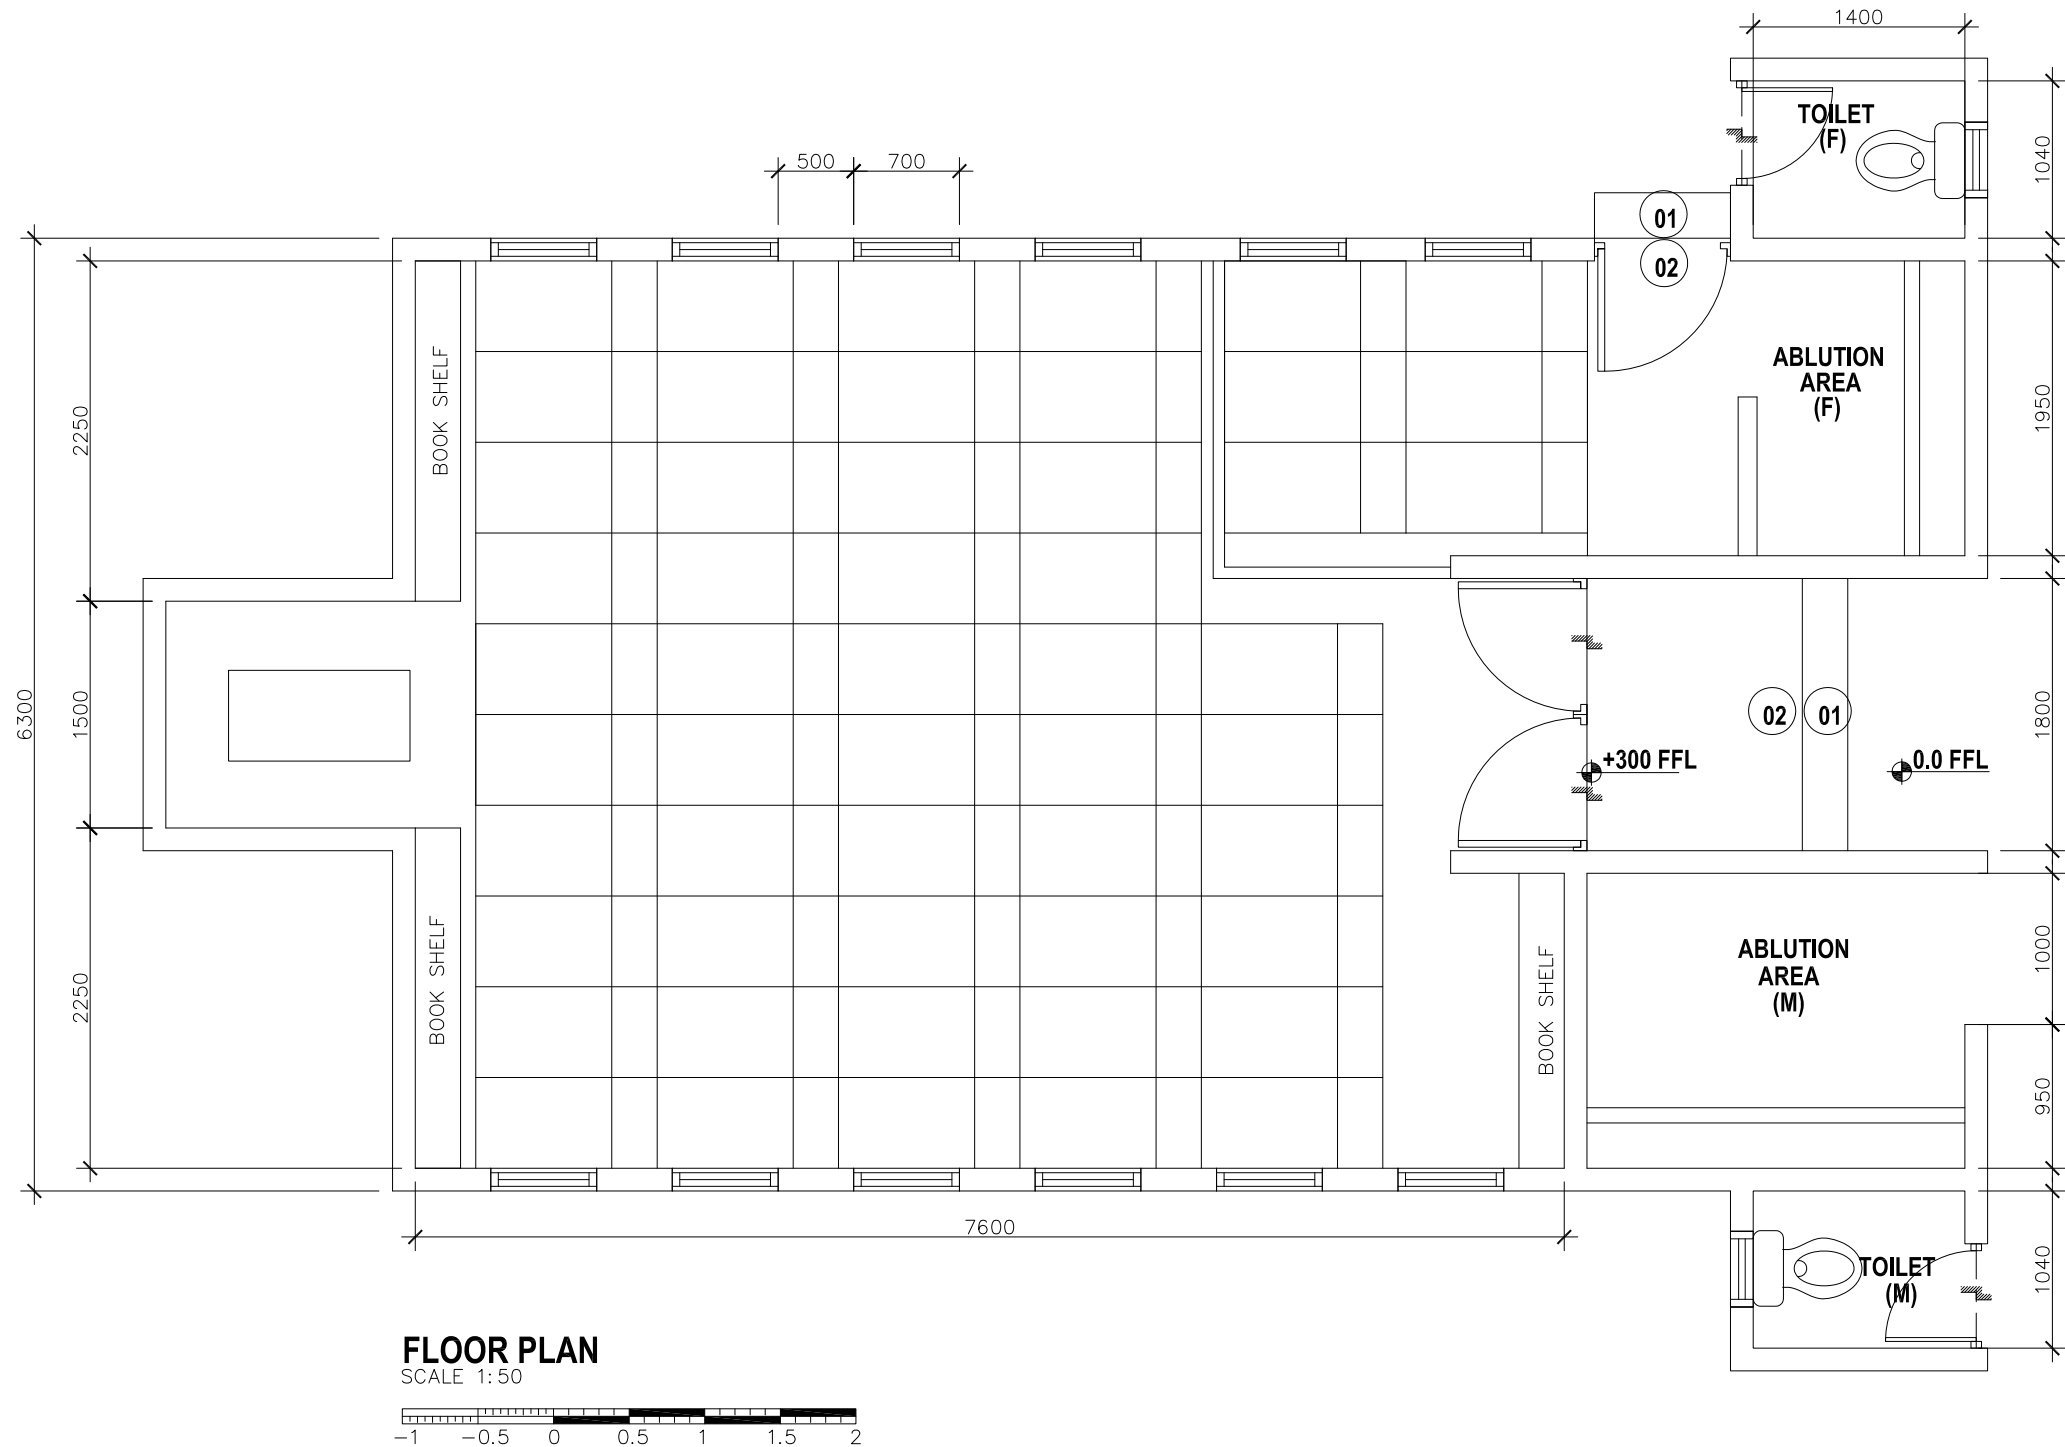 1400
TOILET
(F)
1040
500
700
01
02
BOOK SHELF
ABLUTION
AREA
(F)
1950
2250
6300
1500
02
01
1800
+300 FFL
0.0 FFL
BOOK SHELF
BOOK SHELF
ABLUTION
AREA
(M)
1000
2250
950
7600
TOILET
(M)
1040
FLOOR PLAN
SCALE 1:50
-1 -0.5 0 0.5 1 1.5 2